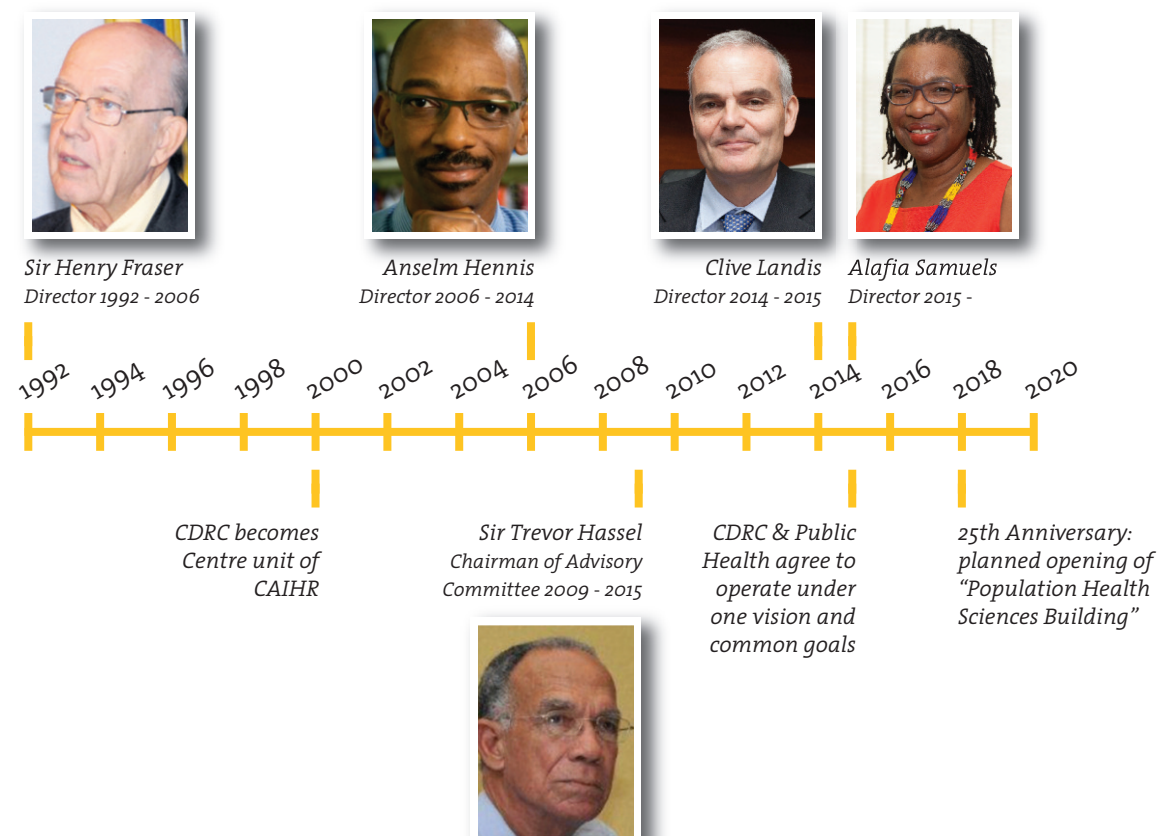 Sir Henry Fraser
Director 1992 - 2006
Anselm Hennis
Director 2006 - 2014
Clive Landis
Director 2014 - 2015
Alafia Samuels
Director 2015 -
1992
1994
1996
1998
2000
2002
2004
2006
2008
2010
2012
2014
2016
2018
2020
CDRC becomes
Centre unit of
CAIHR
Sir Trevor Hassel
Chairman of Advisory
Committee 2009 - 2015
CDRC & Public
Health agree to
operate under
one vision and
common goals
25th Anniversary:
planned opening of
“Population Health
Sciences Building”